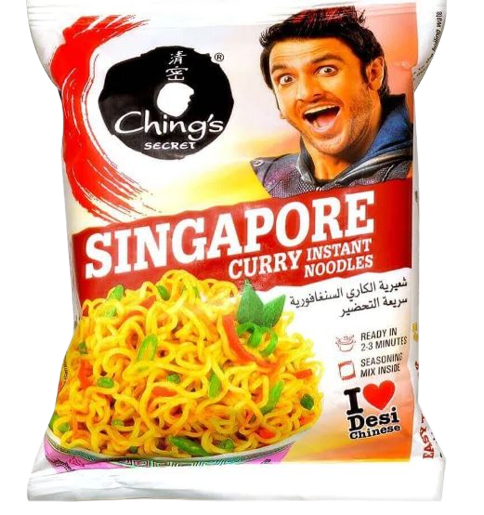 清
密
®
Ching's
SECRET
SINGAPORE
CURRY INSTANT
NOODLES
شعيرية الكاري السنغافورية
سريعة التحضير
READY IN
2-3 MINUTES
SEASONING
MIX INSIDE
I
Desi
Chinese